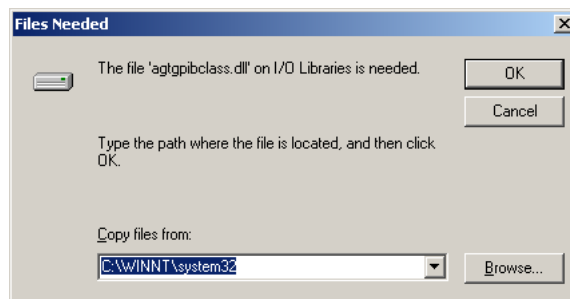 Files Needed
The file 'agtgpibclass.dll' on I/O Libraries is needed.
OK
Cancel
Type the path where the file is located, and then click
OK.
Copy files from:
C:\WINNT\system32
Browse...